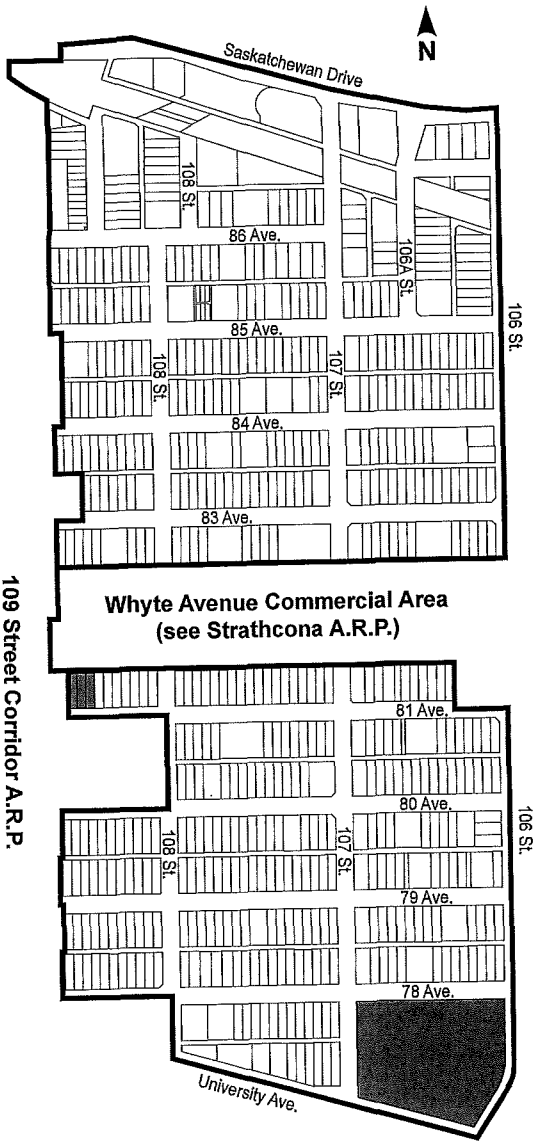 N
Saskatchewan Drive
108 St.
86 Ave.
106A St.
106 St.
85 Ave.
108 St.
107 St.
84 Ave.
83 Ave.
Whyte Avenue Commercial Area
(see Strathcona A.R.P.)
109 Street Corridor A.R.P.
81 Ave.
80 Ave.
106 St.
108 St.
107 St.
79 Ave.
78 Ave.
University Ave.